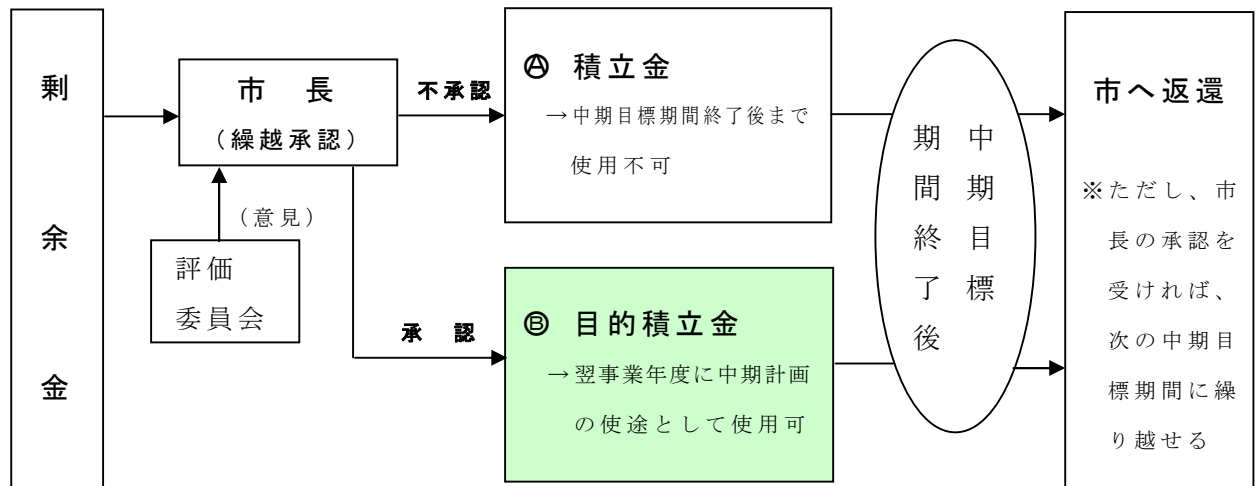 剰余金
市　長
（繰越承認）
（意見）
評価
委員会
不承認
承　認
Ⓐ 積立金
→中期目標期間終了後まで
使用不可
Ⓑ 目的積立金
→翌事業年度に中期計画
の使途として使用可
中期目標
期間終了後
市へ返還
※ただし、市
長の承認を
受ければ、
次の中期目
標期間に繰
り越せる